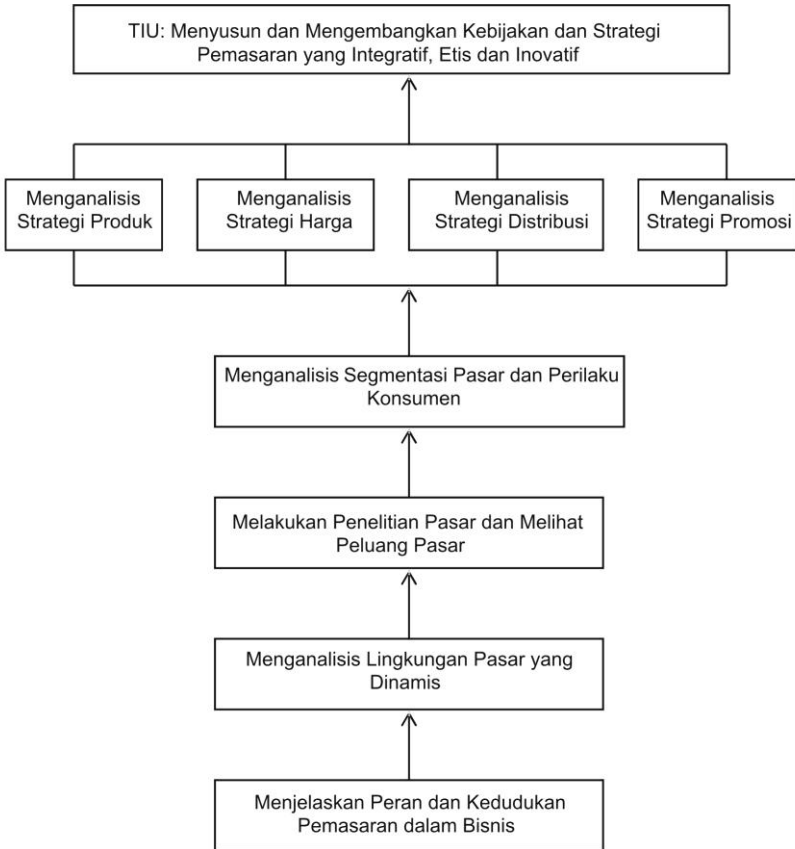 TIU: Menyusun dan Mengembangkan Kebijakan dan Strategi
Pemasaran yang Integratif, Etis dan Inovatif
Menganalisis
Strategi Produk
Menganalisis
Strategi Harga
Menganalisis
Strategi Distribusi
Menganalisis
Strategi Promosi
Menganalisis Segmentasi Pasar dan Perilaku
Konsumen
Melakukan Penelitian Pasar dan Melihat
Peluang Pasar
Menganalisis Lingkungan Pasar yang
Dinamis
Menjelaskan Peran dan Kedudukan
Pemasaran dalam Bisnis